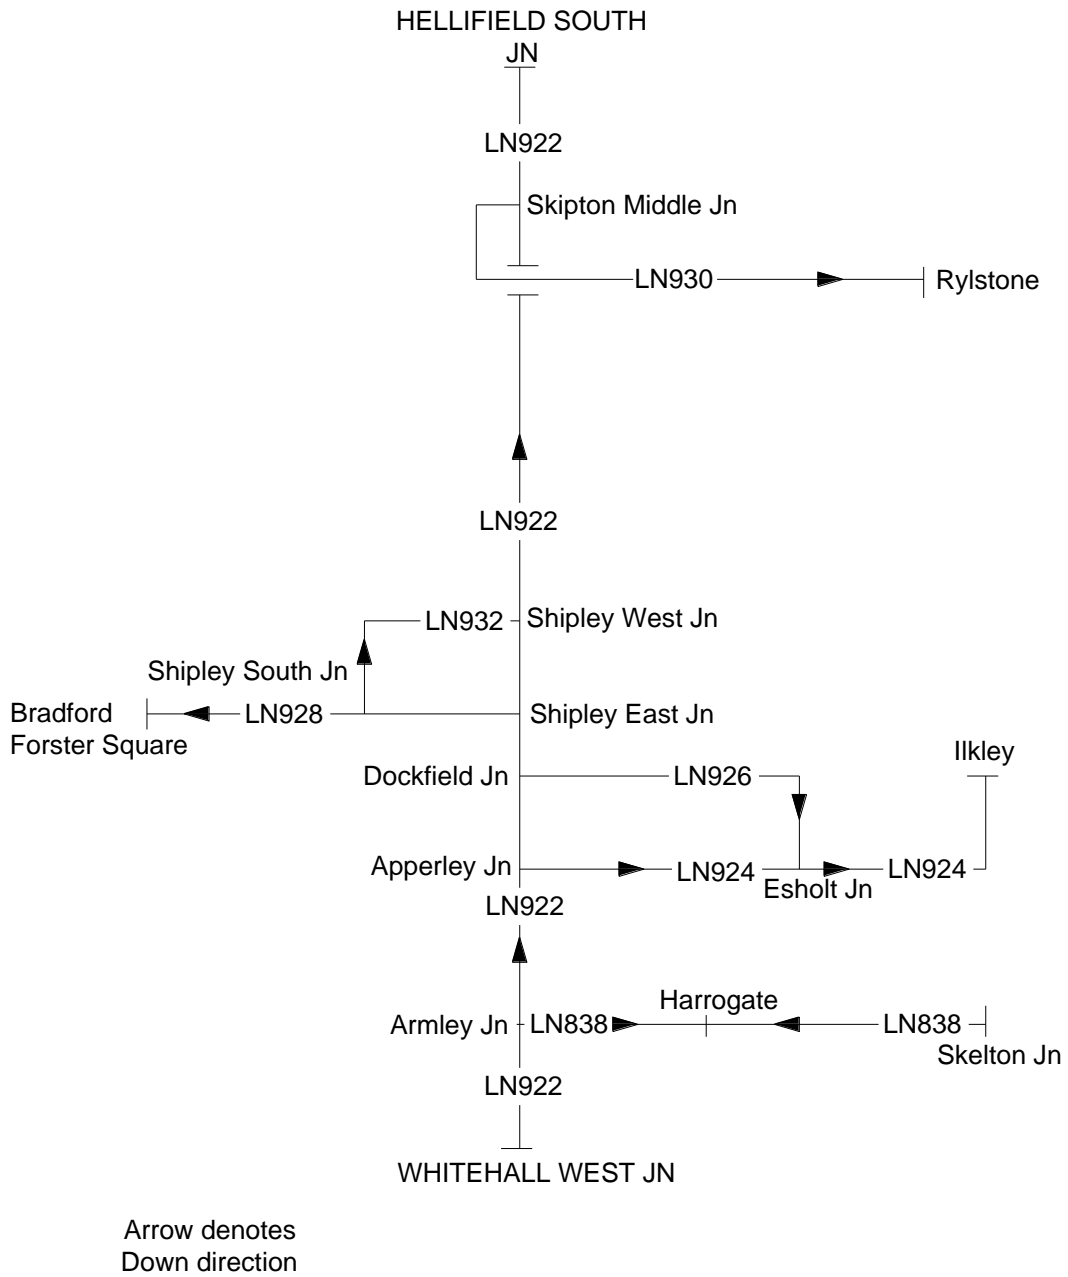 HELLIFIELD SOUTH
JN
LN922
Skipton Middle Jn
LN930
Rylstone
LN922
LN932
Shipley West Jn
Shipley South Jn
Bradford
Forster Square
LN928
Shipley East Jn
Ilkley
Dockfield Jn
LN926
Apperley Jn
LN924
Esholt Jn
LN924
LN922
Harrogate
Armley Jn
LN838
LN838
Skelton Jn
LN922
WHITEHALL WEST JN
Arrow denotes
Down direction